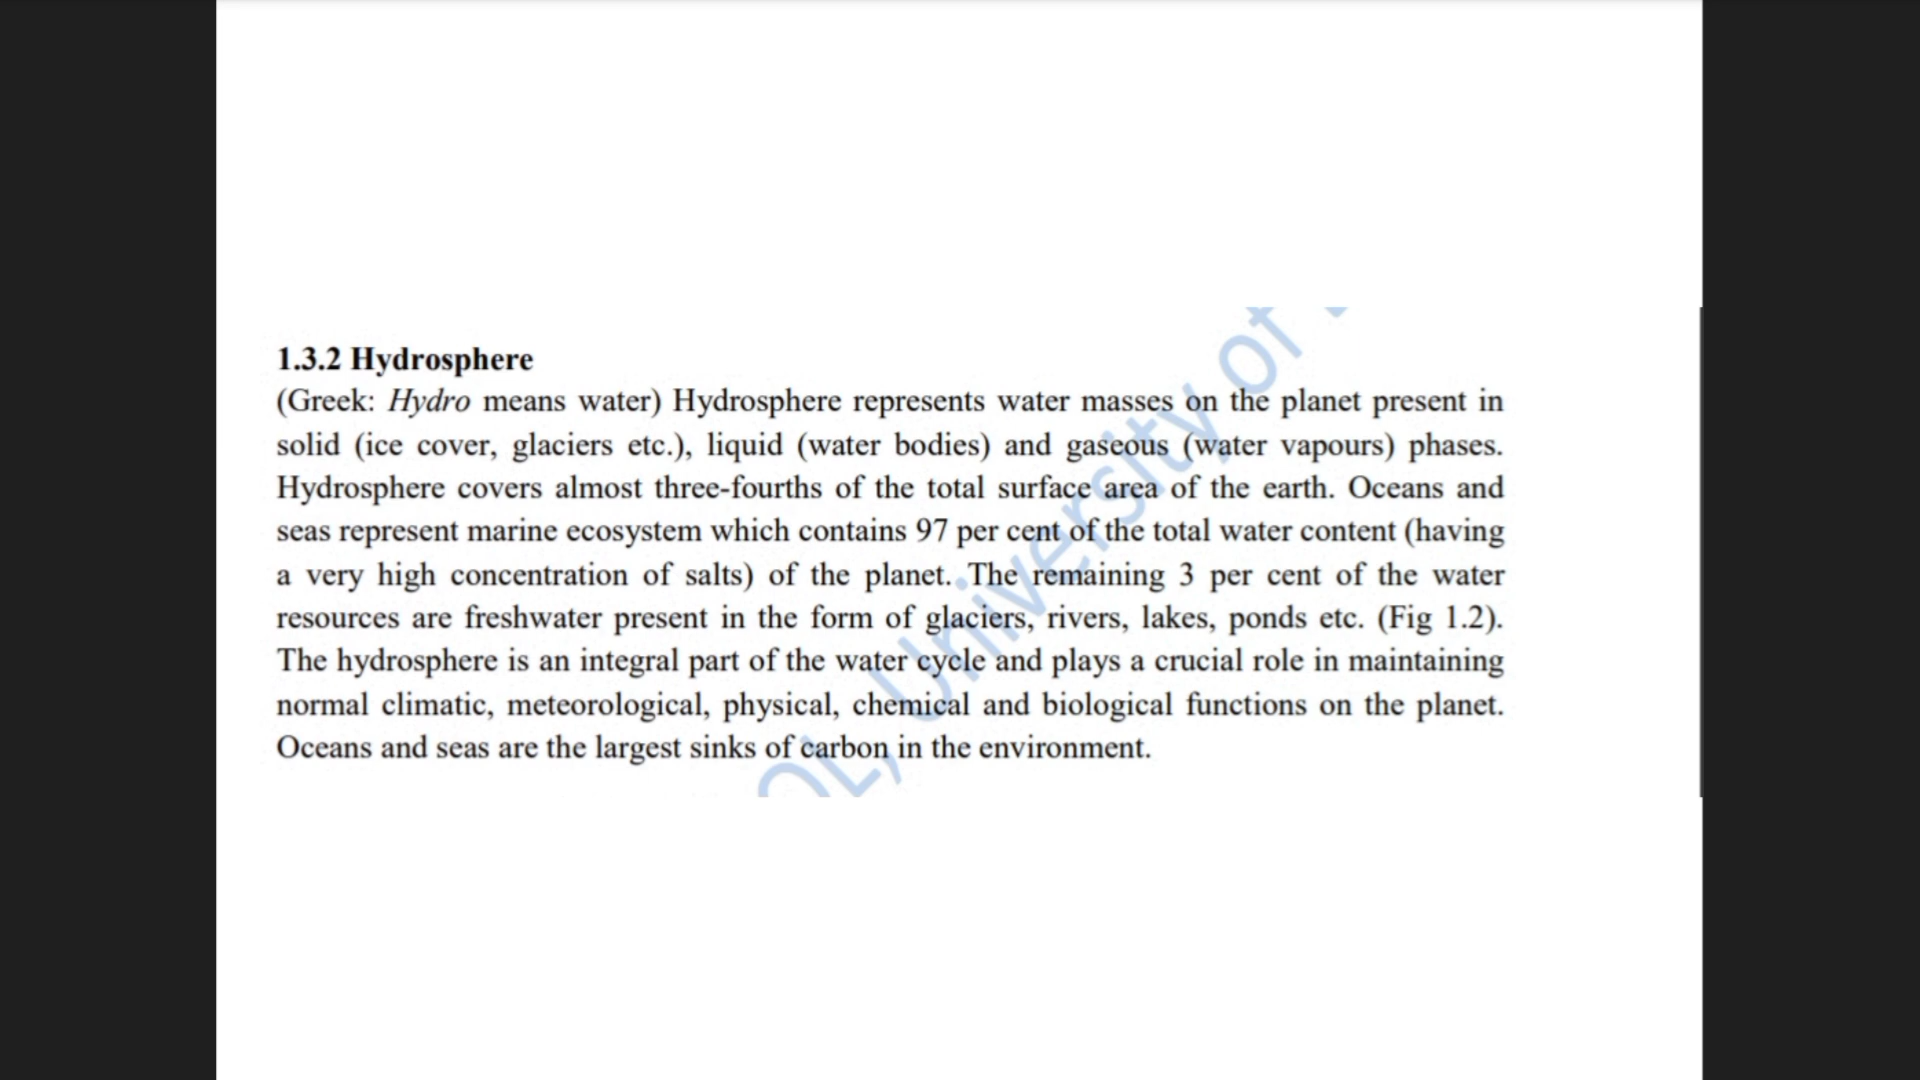 1.3.2 Hydrosphere
(Greek: Hydro means water) Hydrosphere represents water masses on the planet present in
solid (ice cover, glaciers etc.), liquid (water bodies) and gaseous (water vapours) phases.
Hydrosphere covers almost three-fourths of the total surface area of the earth. Oceans and
seas represent marine ecosystem which contains 97 per cent of the total water content (having
a very high concentration of salts) of the planet. The remaining 3 per cent of the water
resources are freshwater present in the form of glaciers, rivers, lakes, ponds etc. (Fig 1.2).
The hydrosphere is an integral part of the water cycle and plays a crucial role in maintaining
normal climatic, meteorological, physical, chemical and biological functions on the planet.
Oceans and seas are the largest sinks of carbon in the environment.
OL, University of